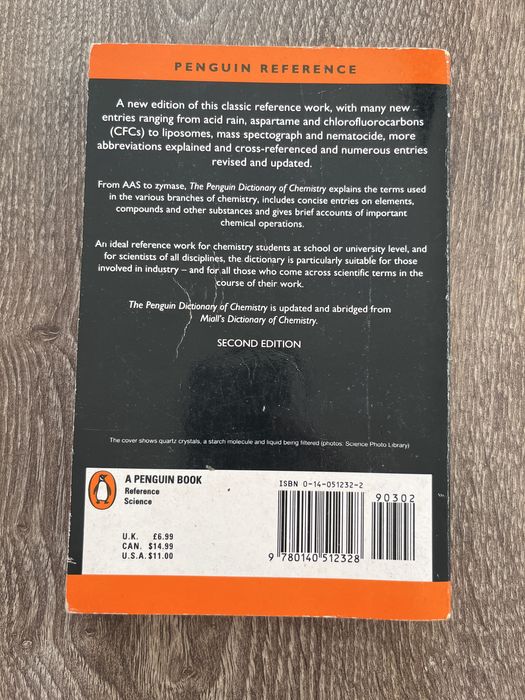 PENGUIN REFERENCE
A new edition of this classic reference work, with many new
entries ranging from acid rain, aspartame and chlorofluorocarbons
(CFCs) to liposomes, mass spectrograph and nematocide, more
abbreviations explained and cross-referenced and numerous entries
revised and updated.
From AAS to zymase, The Penguin Dictionary of Chemistry explains the terms used
in the various branches of chemistry, includes concise entries on elements,
compounds and other substances and gives brief accounts of important
chemical operations.
An ideal reference work for chemistry students at school or university level, and
for scientists of all disciplines, the dictionary is particularly suitable for those
involved in industry – and for all those who come across scientific terms in the
course of their work.
The Penguin Dictionary of Chemistry is updated and abridged from
Miall's Dictionary of Chemistry.
SECOND EDITION
The cover shows quartz crystals, a starch molecule and liquid being filtered (photos: Science Photo Library)
A PENGUIN BOOK
Reference
Science
U.K. £6.99
CAN. $14.99
U.S.A. $11.00
ISBN 0-14-051232-2
90302
9 780140 512328